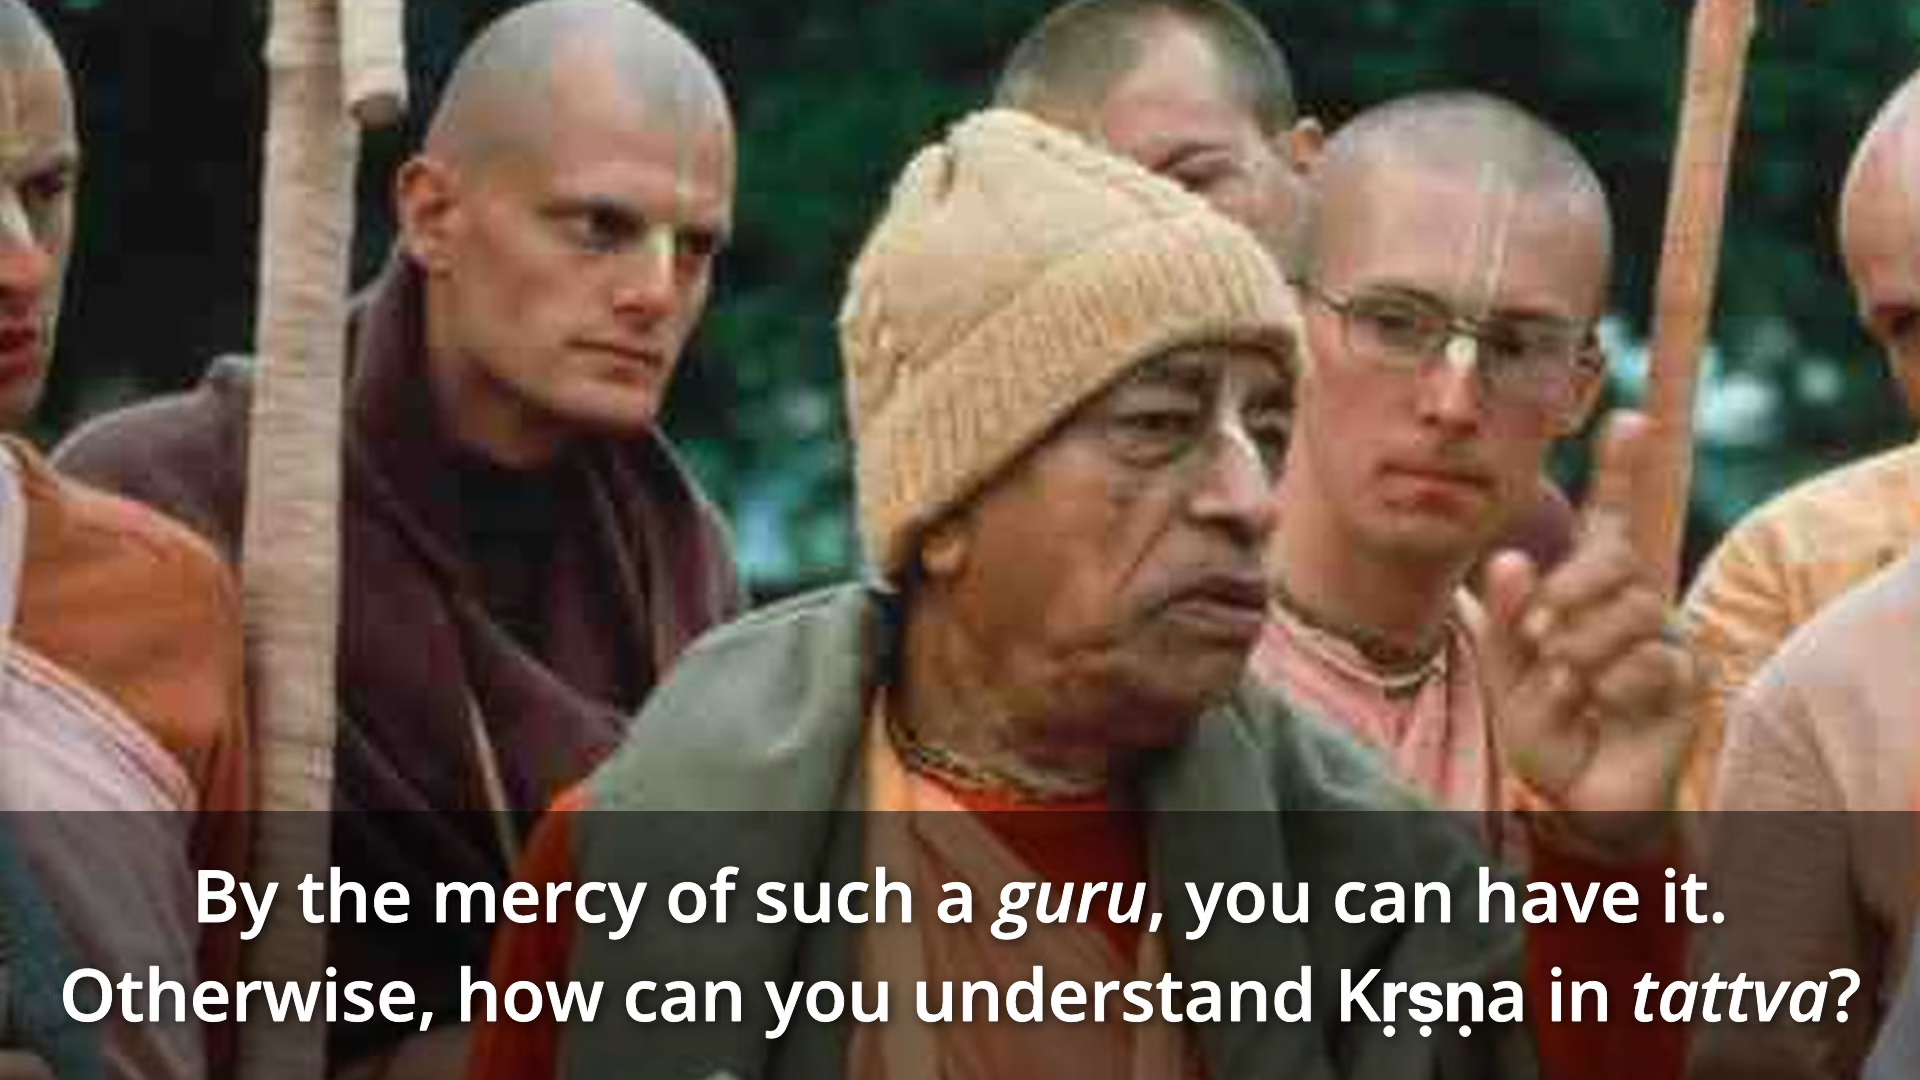 By the mercy of such a guru, you can have it.
Otherwise, how can you understand Kṛṣṇa in tattva?